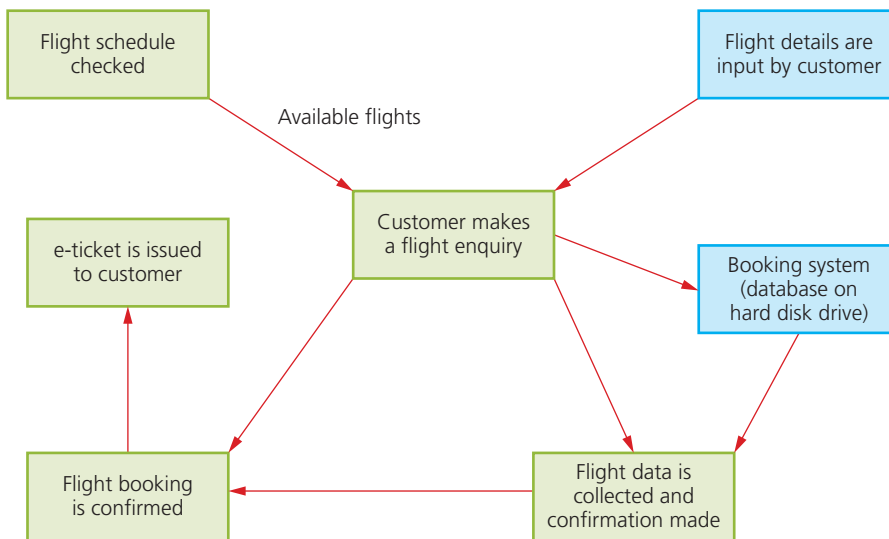 Flight schedule
checked
Flight details are
input by customer
Available flights
Customer makes
a flight enquiry
e-ticket is issued
to customer
Booking system
(database on
hard disk drive)
Flight booking
is confirmed
Flight data is
collected and
confirmation made